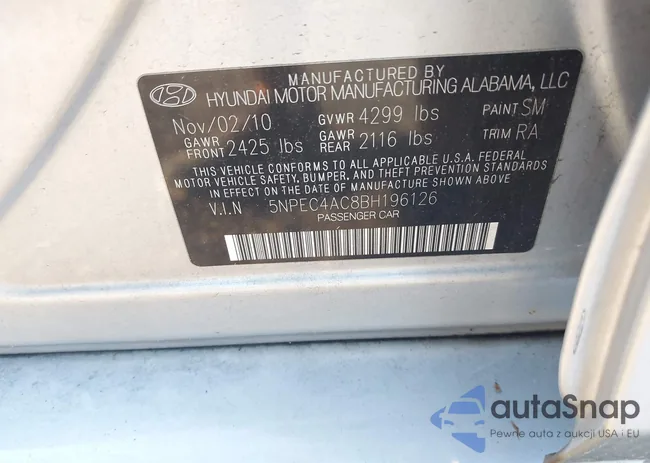 MANUFACTURED BY
HYUNDAI MOTOR MANUFACTURING ALABAMA, LLC
Nov/02/10 GVWR 4299 lbs PAINT SM
GAWR FRONT 2425 lbs GAWR REAR 2116 lbs TRIM RA
THIS VEHICLE CONFORMS TO ALL APPLICABLE U.S.A. FEDERAL
MOTOR VEHICLE SAFETY, BUMPER, AND THEFT PREVENTION STANDARDS
IN EFFECT ON THE DATE OF MANUFACTURE SHOWN ABOVE.
V.I.N 5NPEC4AC8BH196126
PASSENGER CAR
autaSnap
Pewne auta z aukcji USA i EU